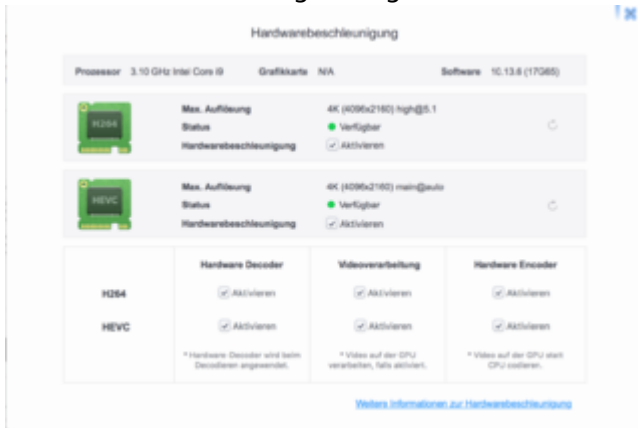 Hardwarebeschleunigung
Prozessor 3.10 GHz Intel Core i9 Grafikkarte N/A Software 10.13.6 (17G65)
H264
Max. Auflösung 4K (4096x2160) high@5.1
Status Verfügbar
Hardwarebeschleunigung Aktivieren
HEVC
Max. Auflösung 4K (4096x2160) main@auto
Status Verfügbar
Hardwarebeschleunigung Aktivieren
Hardware Decoder Videoverarbeitung Hardware Encoder
H264 Aktivieren Aktivieren Aktivieren
HEVC Aktivieren Aktivieren Aktivieren
* Hardware-Decoder wird beim * Video auf der GPU * Video auf der GPU statt
Decodieren angewendet. verarbeiten, falls aktiviert. CPU codieren.
Weitere Informationen zur Hardwarebeschleunigung